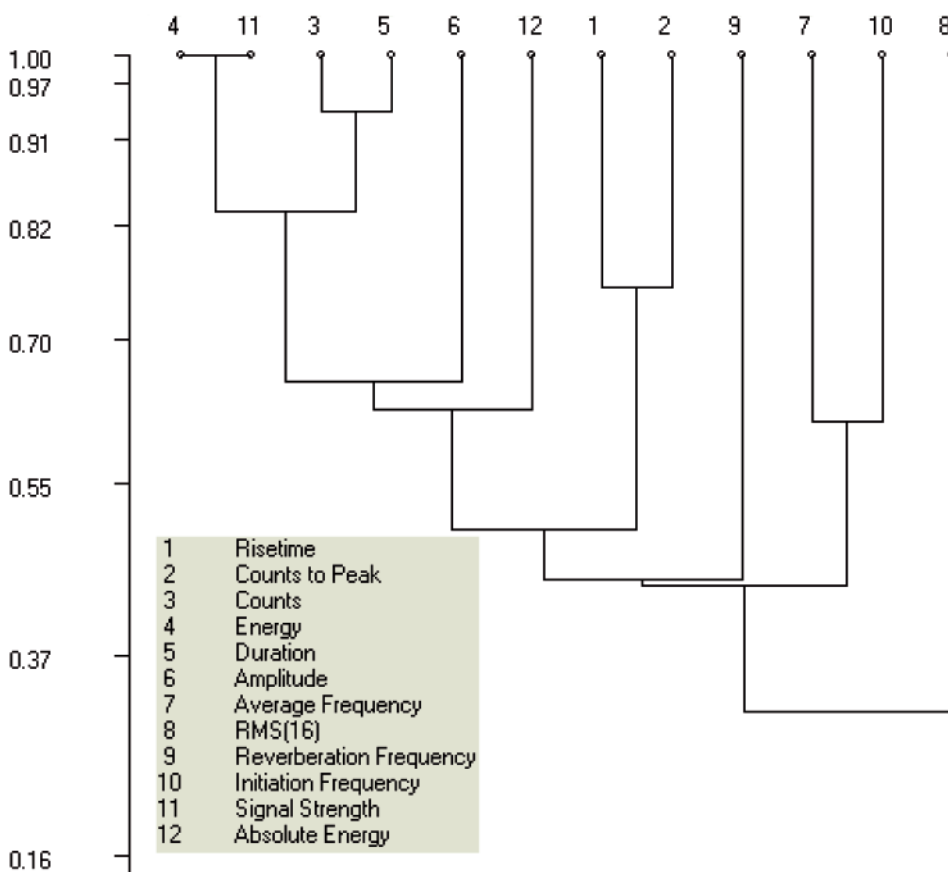 4 11 3 5 6 12 1 2 9 7 10 8
1.00
0.97
0.91
0.82
0.70
0.55
0.37
0.16
1 Risetime
2 Counts to Peak
3 Counts
4 Energy
5 Duration
6 Amplitude
7 Average Frequency
8 RMS(16)
9 Reverberation Frequency
10 Initiation Frequency
11 Signal Strength
12 Absolute Energy